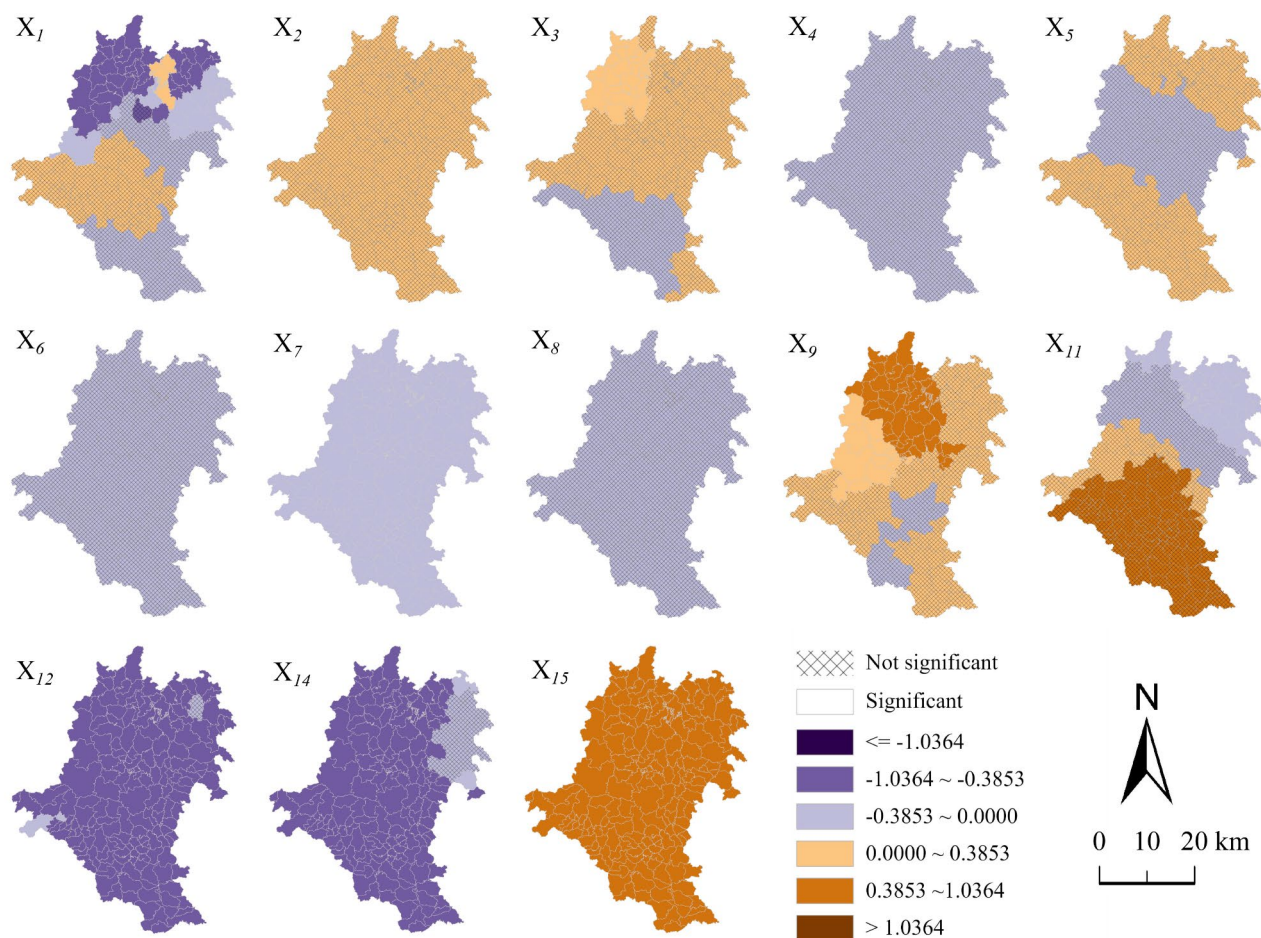 X1
X2
X3
X4
X5
X6
X7
X8
X9
X11
X12
X14
X15
Not significant
Significant
<= -1.0364
-1.0364 ~ -0.3853
-0.3853 ~ 0.0000
0.0000 ~ 0.3853
0.3853 ~1.0364
> 1.0364
N
0 10 20 km